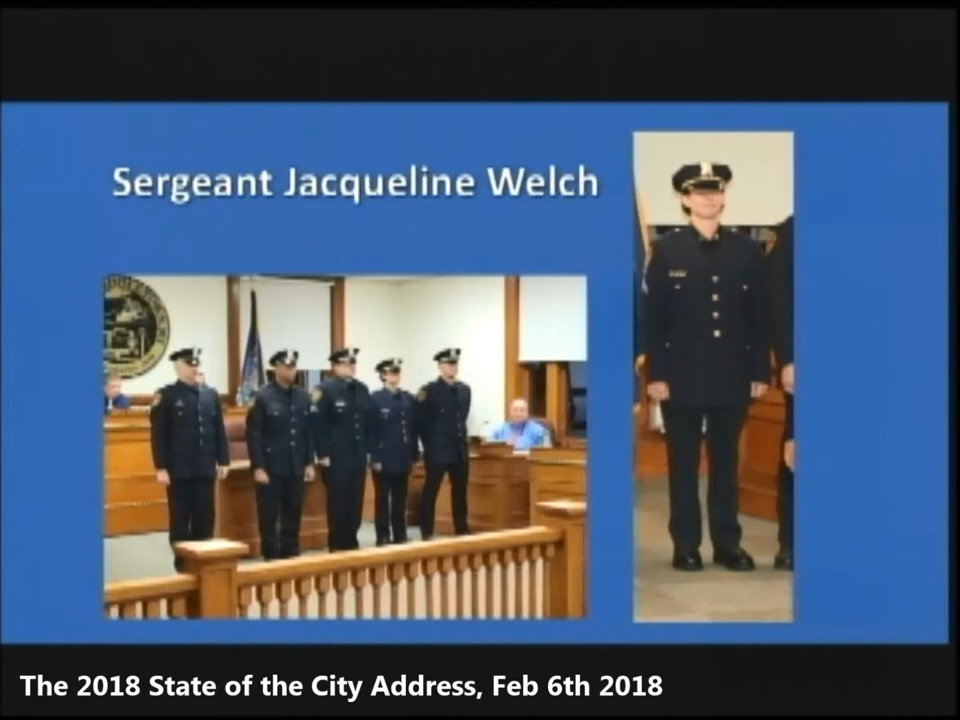 Sergeant Jacqueline Welch
The 2018 State of the City Address, Feb 6th 2018